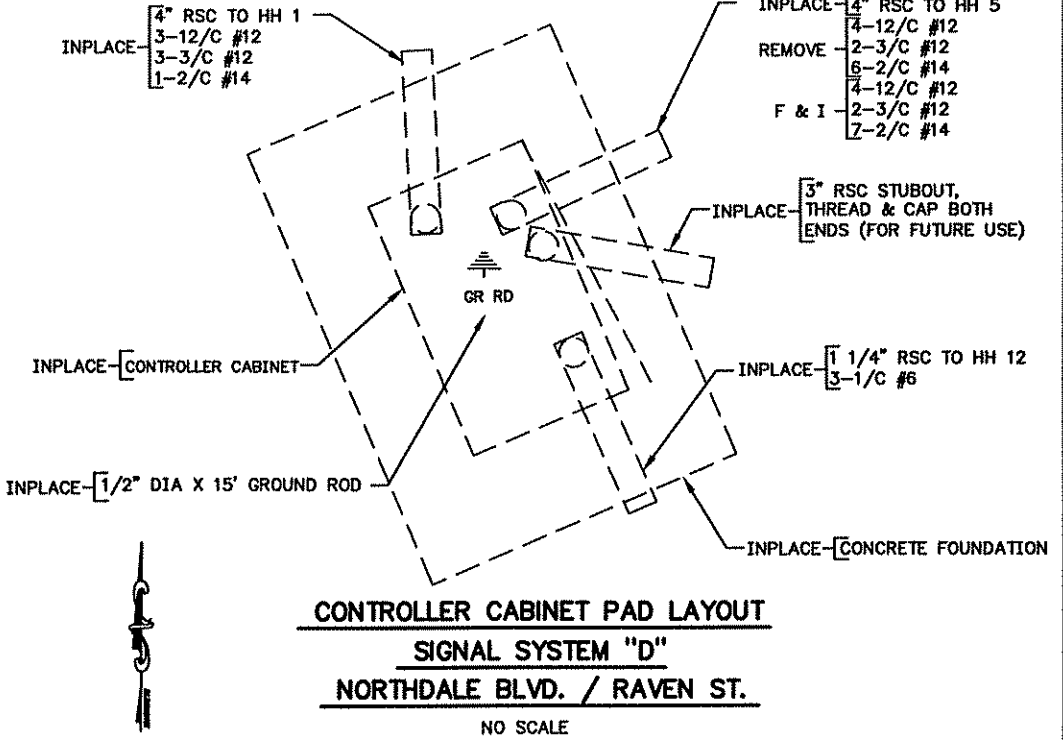 INPLACE
4" RSC TO HH 1
3-12/C #12
3-3/C #12
1-2/C #14
INPLACE
4" RSC TO HH 5
REMOVE
4-12/C #12
2-3/C #12
6-2/C #14
F & I
4-12/C #12
2-3/C #12
7-2/C #14
INPLACE
3" RSC STUBOUT,
THREAD & CAP BOTH
ENDS (FOR FUTURE USE)
GR RD
INPLACE CONTROLLER CABINET
INPLACE
1 1/4" RSC TO HH 12
3-1/C #6
INPLACE 1/2" DIA X 15' GROUND ROD
INPLACE CONCRETE FOUNDATION
CONTROLLER CABINET PAD LAYOUT
SIGNAL SYSTEM "D"
NORTHDALE BLVD. / RAVEN ST.
NO SCALE